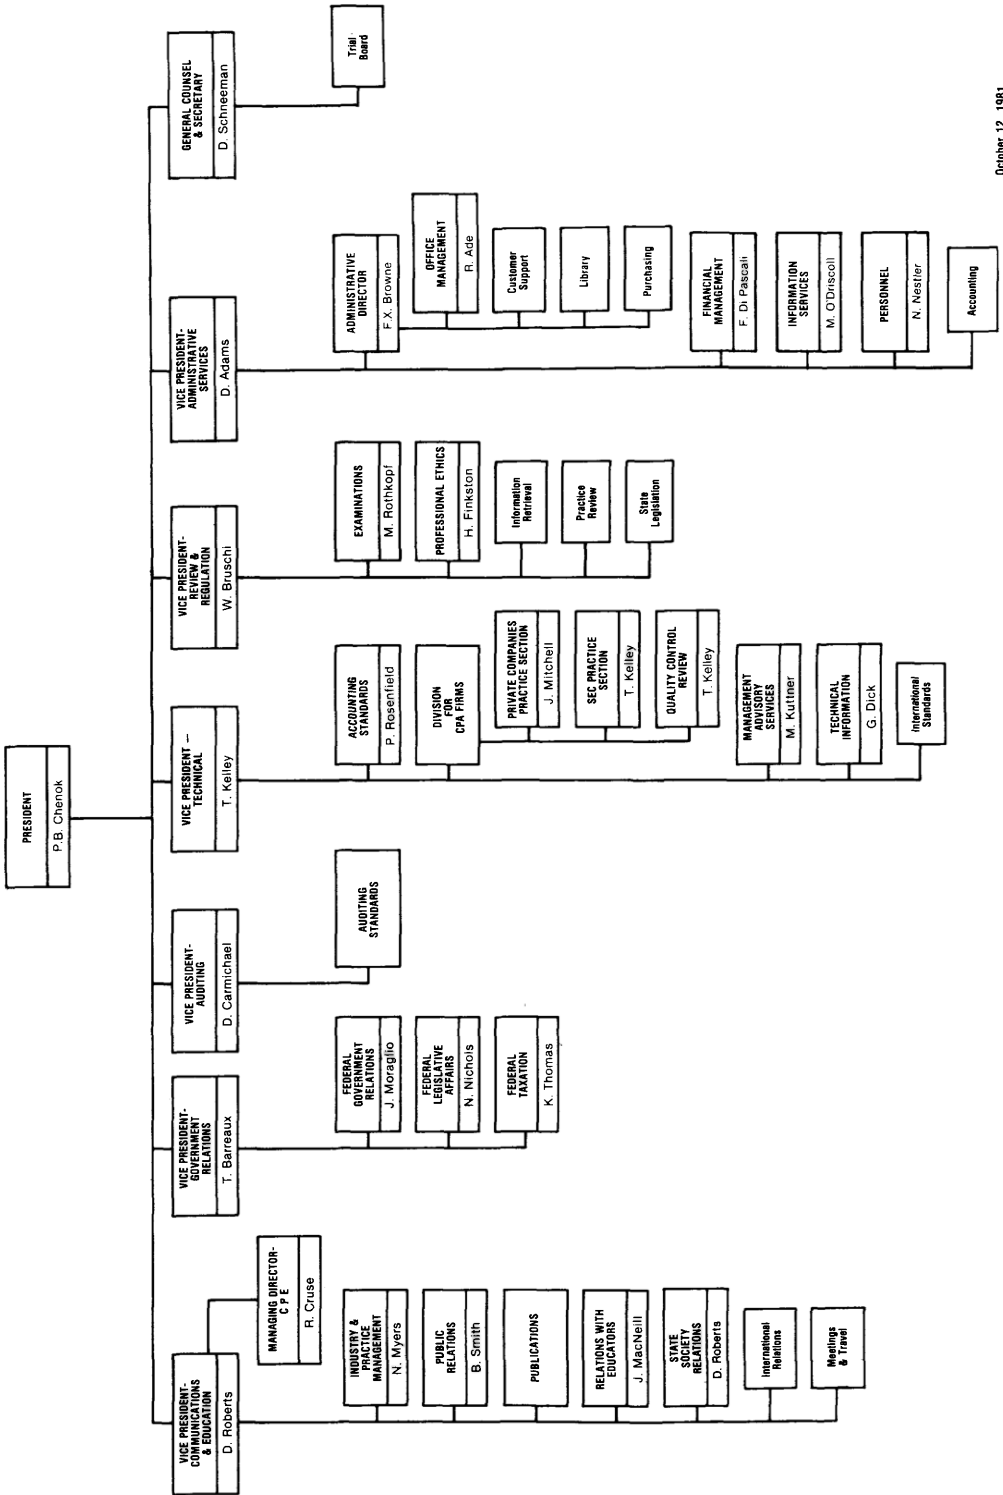 PRESIDENT
P.B. Chenok
VICE PRESIDENT-
COMMUNICATIONS
& EDUCATION
D. Roberts
MANAGING DIRECTOR-
C P E
R. Cruse
INDUSTRY &
PRACTICE
MANAGEMENT
N. Myers
PUBLIC
RELATIONS
B. Smith
PUBLICATIONS
RELATIONS WITH
EDUCATORS
J. MacNeill
STATE
SOCIETY
RELATIONS
D. Roberts
International
Relations
Meetings
& Travel
VICE PRESIDENT-
GOVERNMENT
RELATIONS
T. Barreaux
FEDERAL
GOVERNMENT
RELATIONS
J. Moraglio
FEDERAL
LEGISLATIVE
AFFAIRS
N. Nichols
FEDERAL
TAXATION
K. Thomas
VICE PRESIDENT-
AUDITING
D. Carmichael
AUDITING
STANDARDS
VICE PRESIDENT —
TECHNICAL
T. Kelley
ACCOUNTING
STANDARDS
P. Rosenfield
DIVISION
FOR
CPA FIRMS
PRIVATE COMPANIES
PRACTICE SECTION
J. Mitchell
SEC PRACTICE
SECTION
T. Kelley
QUALITY CONTROL
REVIEW
T. Kelley
MANAGEMENT
ADVISORY
SERVICES
M. Kuttner
TECHNICAL
INFORMATION
G. Dick
International
Standards
VICE PRESIDENT-
REVIEW &
REGULATION
W. Bruschi
EXAMINATIONS
M. Rothkopf
PROFESSIONAL ETHICS
H. Finkston
Information
Retrieval
Practice
Review
State
Legislation
VICE PRESIDENT-
ADMINISTRATIVE
SERVICES
D. Adams
ADMINISTRATIVE
DIRECTOR
F.X. Browne
OFFICE
MANAGEMENT
R. Ade
Customer
Support
Library
Purchasing
FINANCIAL
MANAGEMENT
F. Di Pascali
INFORMATION
SERVICES
M. O'Driscoll
PERSONNEL
N. Nestler
Accounting
GENERAL COUNSEL
& SECRETARY
D. Schneeman
Trial
Board
October 12, 1981